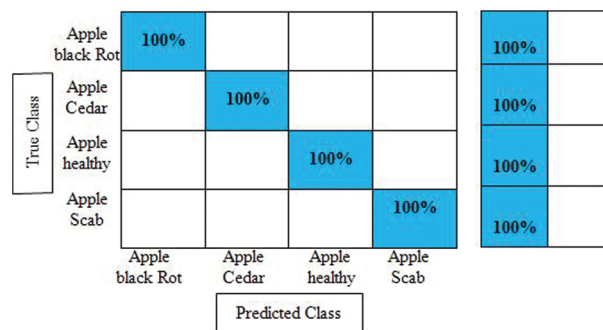 Apple
black Rot
100%
100%
Apple
Cedar
100%
100%
True Class
Apple
healthy
100%
100%
Apple
Scab
100%
100%
Apple
black Rot
Apple
Cedar
Apple
healthy
Apple
Scab
Predicted Class